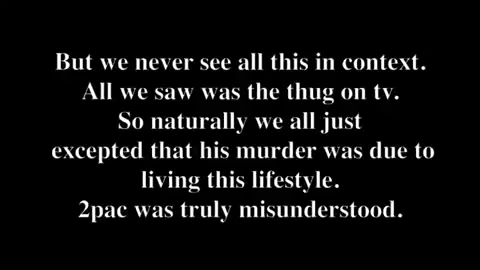 But we never see all this in context.
All we saw was the thug on tv.
So naturally we all just
excepted that his murder was due to
living this lifestyle.
2pac was truly misunderstood.